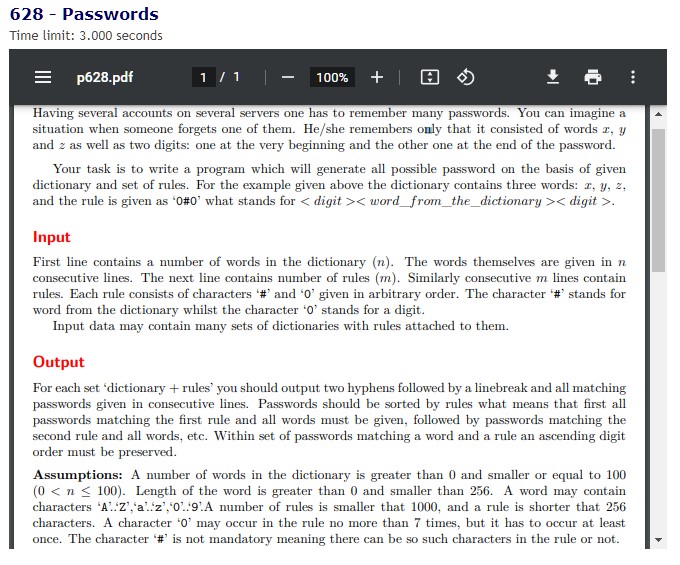 628 - Passwords
Time limit: 3.000 seconds
p628.pdf 1 / 1 100%
Having several accounts on several servers one has to remember many passwords. You can imagine a
situation when someone forgets one of them. He/she remembers only that it consisted of words x, y
and z as well as two digits: one at the very beginning and the other one at the end of the password.
Your task is to write a program which will generate all possible password on the basis of given
dictionary and set of rules. For the example given above the dictionary contains three words: x, y, z,
and the rule is given as ‘0#0’ what stands for < digit >< word_from_the_dictionary >< digit >.
Input
First line contains a number of words in the dictionary (n). The words themselves are given in n
consecutive lines. The next line contains number of rules (m). Similarly consecutive m lines contain
rules. Each rule consists of characters ‘#’ and ‘0’ given in arbitrary order. The character ‘#’ stands for
word from the dictionary whilst the character ‘0’ stands for a digit.
Input data may contain many sets of dictionaries with rules attached to them.
Output
For each set ‘dictionary + rules’ you should output two hyphens followed by a linebreak and all matching
passwords given in consecutive lines. Passwords should be sorted by rules what means that first all
passwords matching the first rule and all words must be given, followed by passwords matching the
second rule and all words, etc. Within set of passwords matching a word and a rule an ascending digit
order must be preserved.
Assumptions: A number of words in the dictionary is greater than 0 and smaller or equal to 100
(0 < n ≤ 100). Length of the word is greater than 0 and smaller than 256. A word may contain
characters ‘A’..‘Z’,‘a’..‘z’,‘0’..‘9’.A number of rules is smaller that 1000, and a rule is shorter that 256
characters. A character ‘0’ may occur in the rule no more than 7 times, but it has to occur at least
once. The character ‘#’ is not mandatory meaning there can be so such characters in the rule or not.